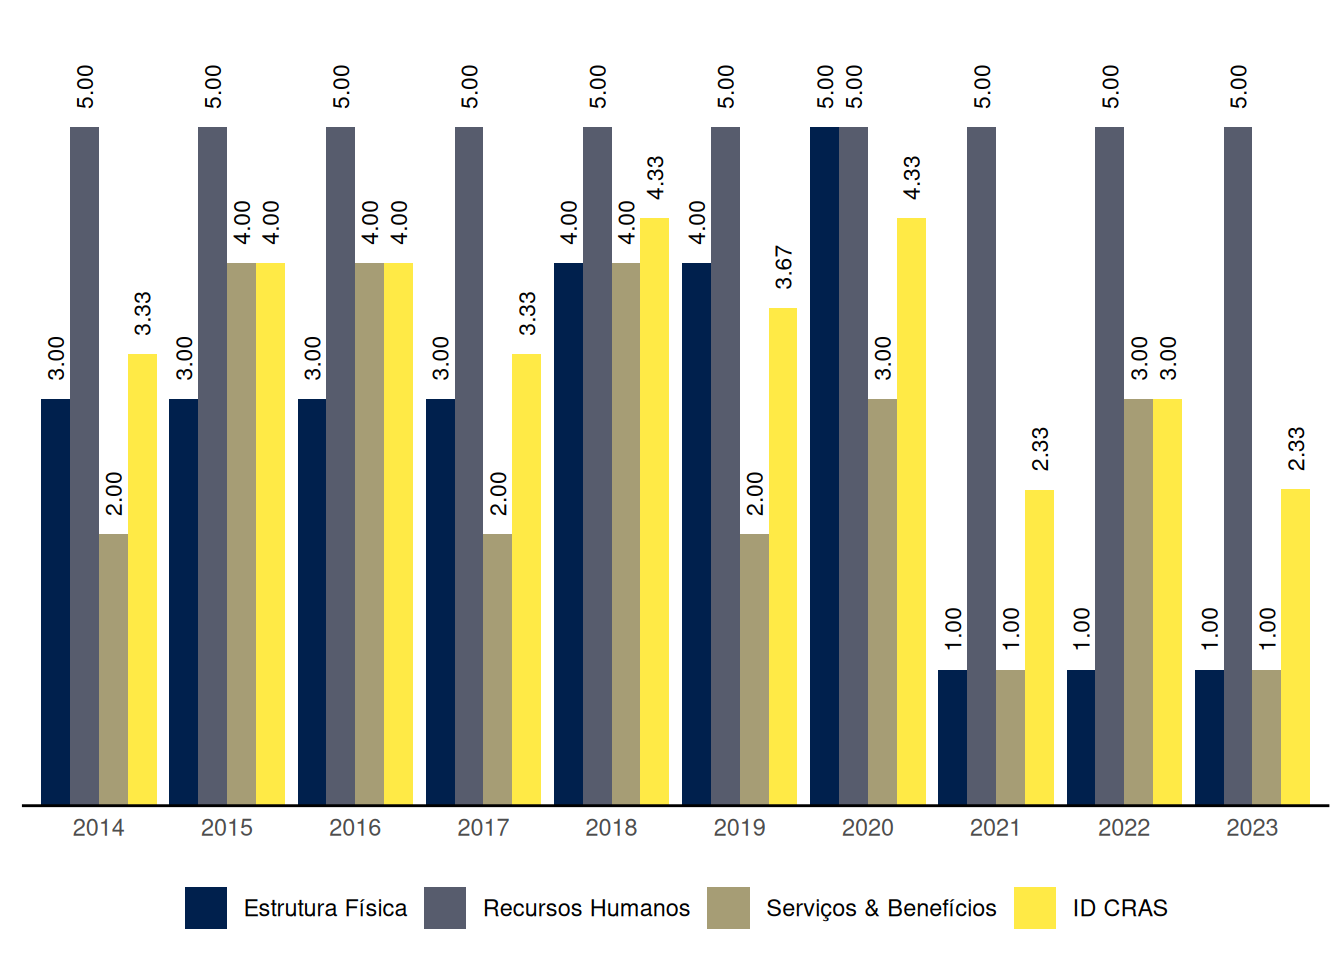 5.00 5.00 5.00 5.00 5.00 5.00 5.00 5.00 5.00 5.00 5.00
4.33 4.33
4.00 4.00 4.00 4.00 4.00 4.00 4.00
3.67
3.33 3.33
3.00 3.00 3.00 3.00 3.00 3.00 3.00
2.33 2.33
2.00 2.00 2.00
1.00 1.00 1.00 1.00 1.00
2014 2015 2016 2017 2018 2019 2020 2021 2022 2023
Estrutura Física Recursos Humanos Serviços & Benefícios ID CRAS